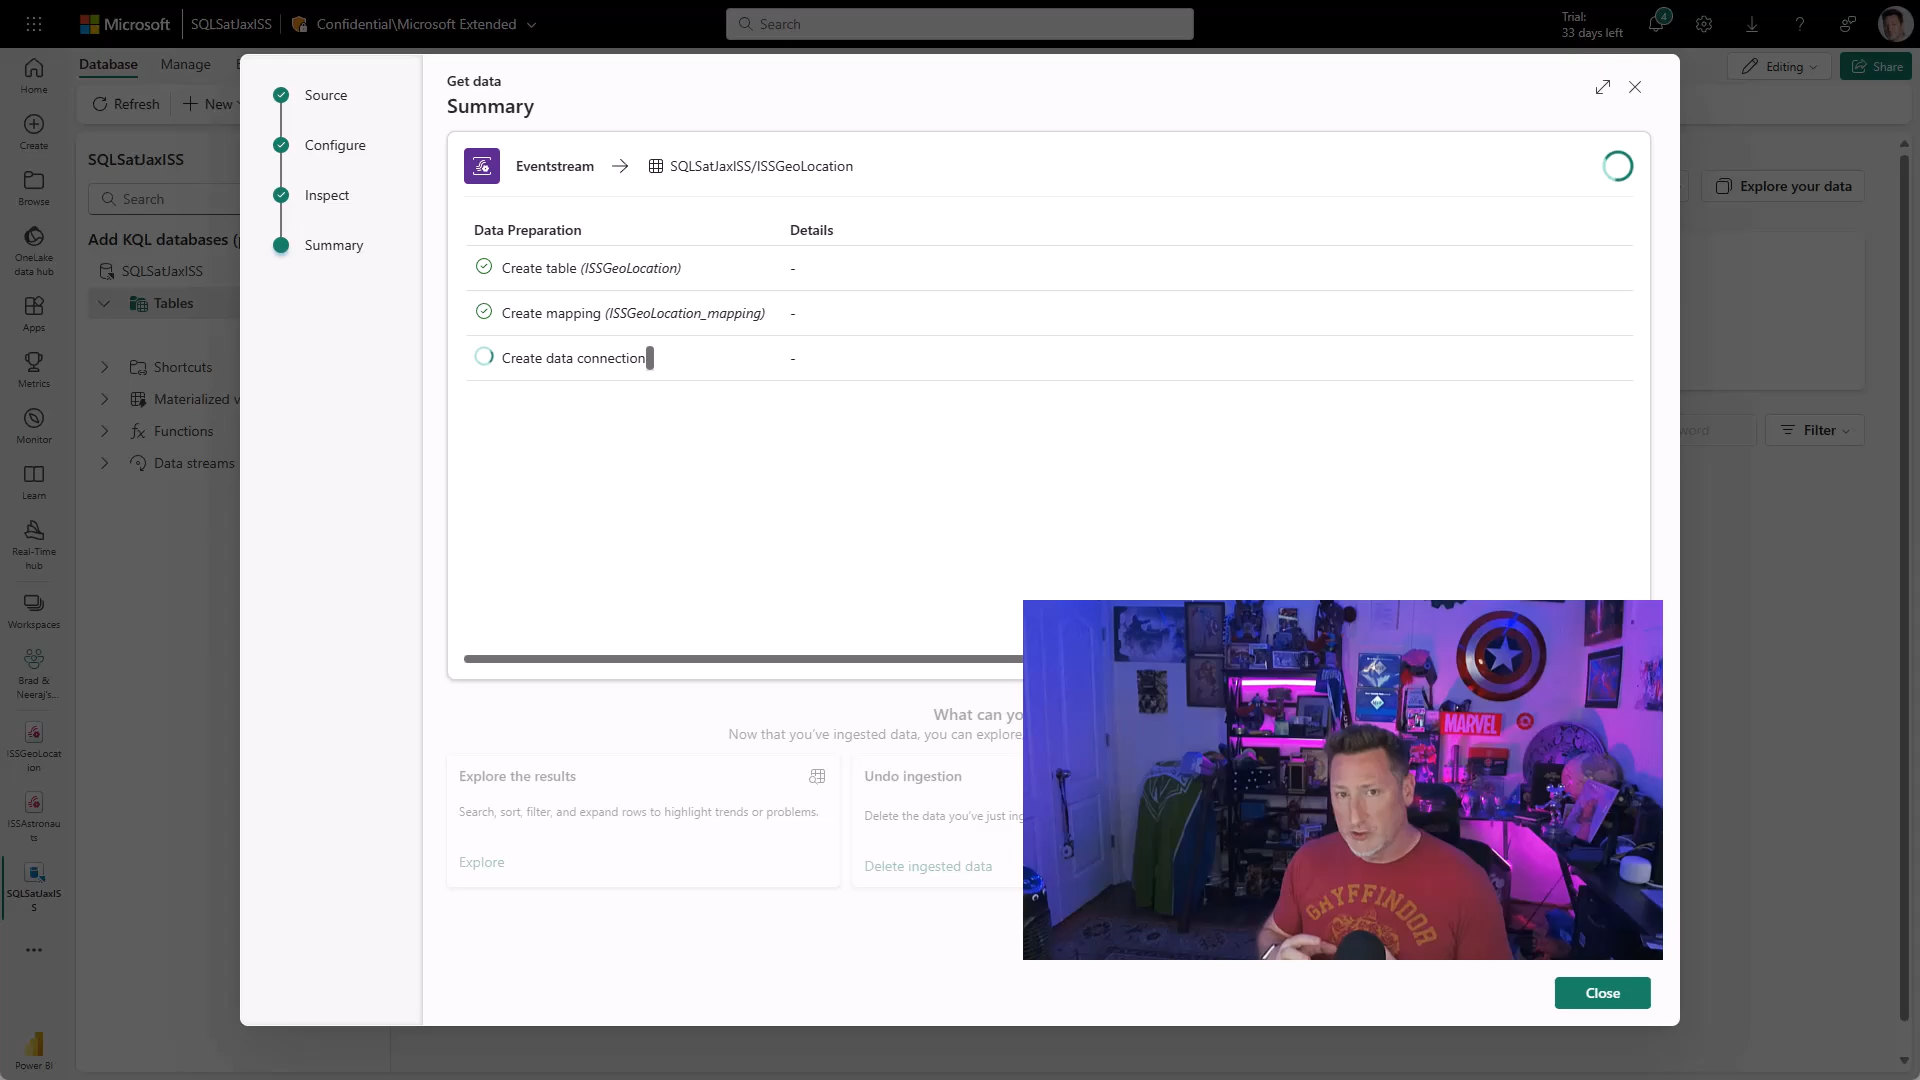 Microsoft
SQLSatJaxISS
Confidential\Microsoft Extended
Search
Trial:
33 days left
4
Home
Create
Browse
OneLake
data hub
Apps
Metrics
Monitor
Learn
Real-Time
hub
Workspaces
Brad &
Neeraj's...
ISSGeoLocat
ion
ISSAstronau
ts
SQLSatJaxIS
S
Power BI
Database
Manage
Refresh
New
Editing
Share
SQLSatJaxISS
Search
Add KQL databases (
SQLSatJaxISS
Tables
Shortcuts
Materialized v
Functions
Data streams
Explore your data
Filter
Source
Configure
Inspect
Summary
Get data
Summary
Eventstream
SQLSatJaxISS/ISSGeoLocation
Data Preparation Details
Create table (ISSGeoLocation) -
Create mapping (ISSGeoLocation_mapping) -
Create data connection -
What can yo
Now that you've ingested data, you can explore,
Explore the results
Search, sort, filter, and expand rows to highlight trends or problems.
Explore
Undo ingestion
Delete the data you've just ing
Delete ingested data
MARVEL
GAYFFINDOR
Close